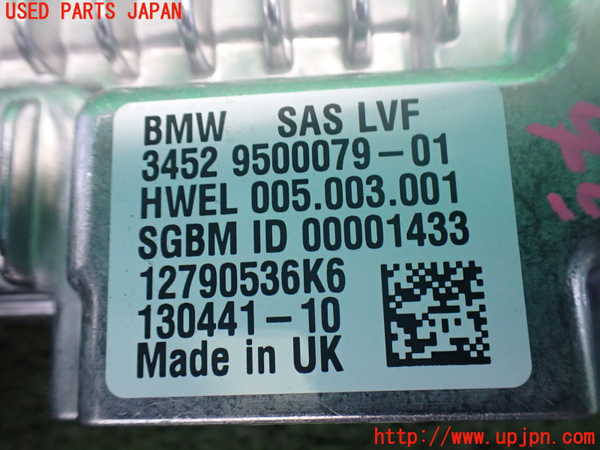 USED PARTS JAPAN
BMW SAS LVF
3452 9500079-01
HWEL 005.003.001
SGBM ID 00001433
12790536K6
130441-10
Made in UK
http://www.upjpn.com